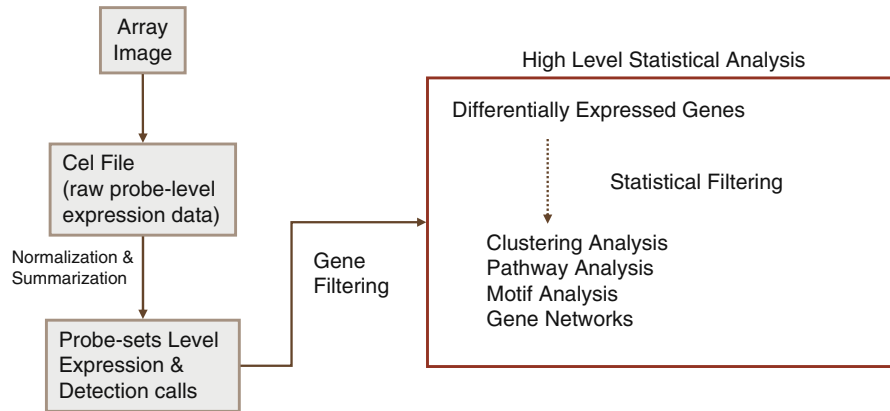 Array
Image
Cel File
(raw probe-level
expression data)
Normalization &
Summarization
Probe-sets Level
Expression &
Detection calls
Gene
Filtering
High Level Statistical Analysis
Differentially Expressed Genes
Statistical Filtering
Clustering Analysis
Pathway Analysis
Motif Analysis
Gene Networks